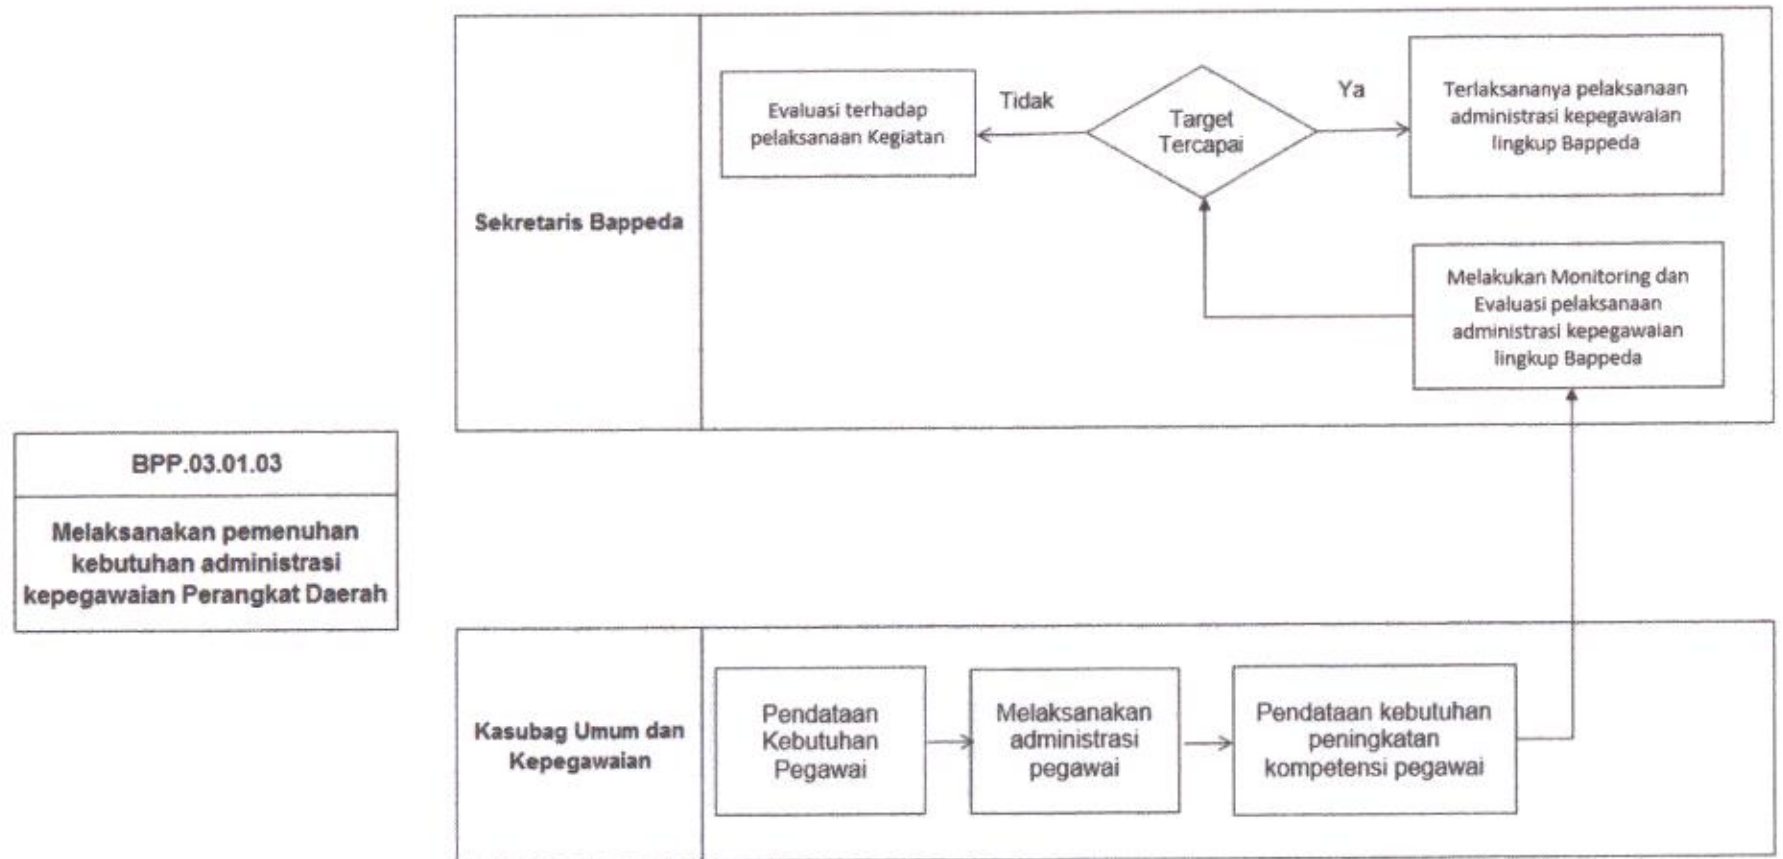 Sekretaris Bappeda
Evaluasi terhadap
pelaksanaan Kegiatan
Tidak
Target
Tercapai
Ya
Terlaksananya pelaksanaan
administrasi kepegawaian
lingkup Bappeda
Melakukan Monitoring dan
Evaluasi pelaksanaan
administrasi kepegawaian
lingkup Bappeda
BPP.03.01.03
Melaksanakan pemenuhan
kebutuhan administrasi
kepegawaian Perangkat Daerah
Kasubag Umum dan
Kepegawaian
Pendataan
Kebutuhan
Pegawai
Melaksanakan
administrasi
pegawai
Pendataan kebutuhan
peningkatan
kompetensi pegawai